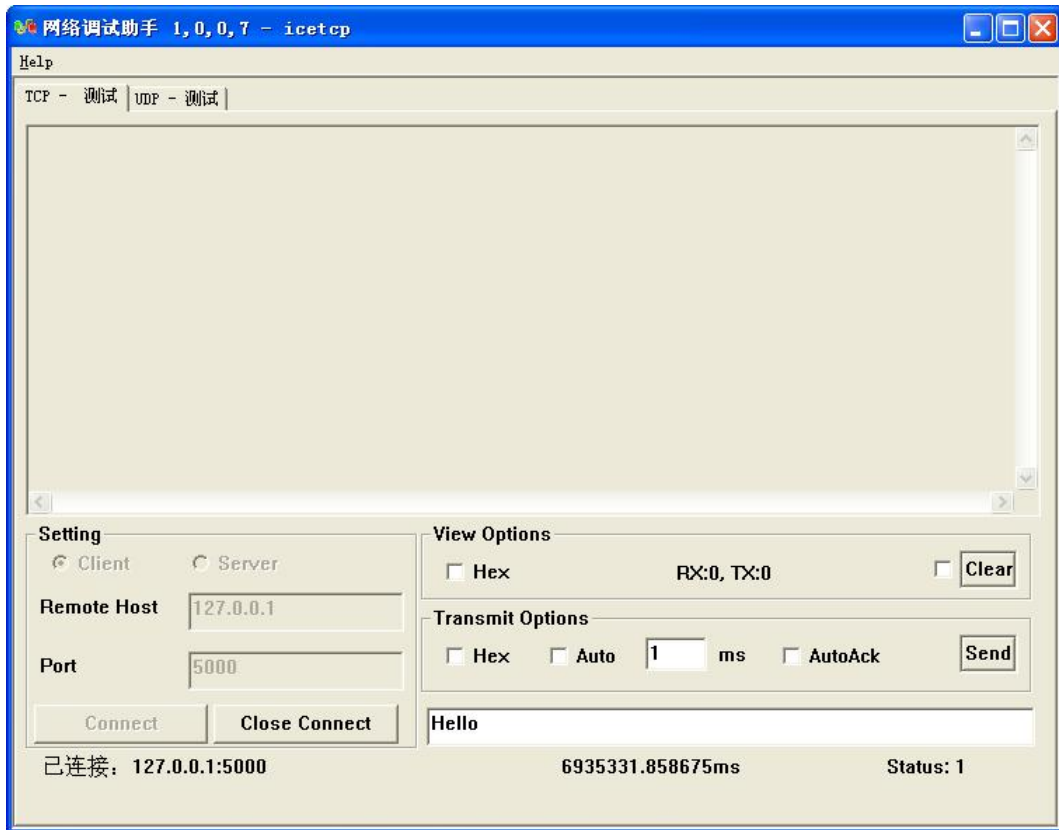 网络调试助手 1,0,0,7 - icetcp
Help
TCP - 测试 UDP - 测试
Setting
Client Server
Remote Host 127.0.0.1
Port 5000
Connect Close Connect
View Options
Hex RX:0, TX:0 Clear
Transmit Options
Hex Auto 1 ms AutoAck Send
Hello
已连接：127.0.0.1:5000 6935331.858675ms Status: 1